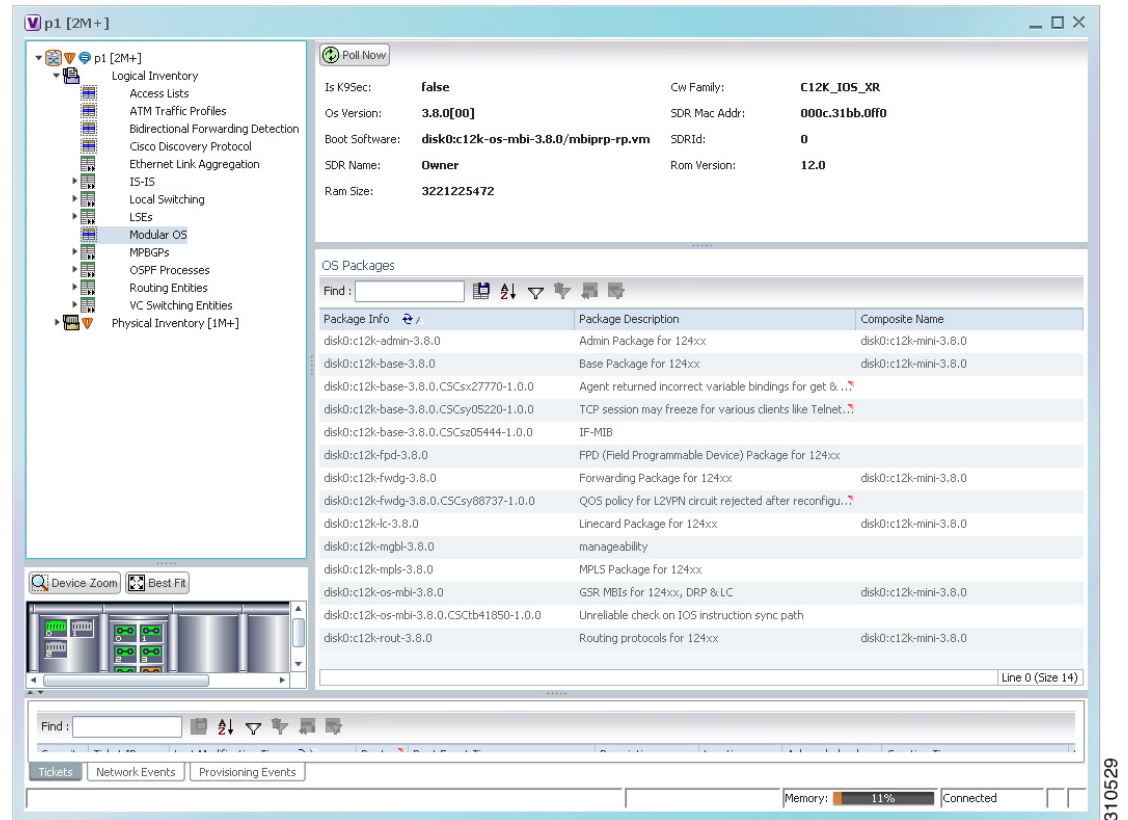 p1 [2M+]
p1 [2M+]
Logical Inventory
Access Lists
ATM Traffic Profiles
Bidirectional Forwarding Detection
Cisco Discovery Protocol
Ethernet Link Aggregation
IS-IS
Local Switching
LSEs
Modular OS
MPBGPs
OSPF Processes
Routing Entities
VC Switching Entities
Physical Inventory [1M+]
Device Zoom Best Fit
Poll Now
Is K9Sec: false Cw Family: C12K_IOS_XR
Os Version: 3.8.0[00] SDR Mac Addr: 000c.31bb.0ff0
Boot Software: disk0:c12k-os-mbi-3.8.0/mbiprp-rp.vm SDRId: 0
SDR Name: Owner Rom Version: 12.0
Ram Size: 3221225472
OS Packages
Find :
Package Info Package Description Composite Name
disk0:c12k-admin-3.8.0 Admin Package for 124xx disk0:c12k-mini-3.8.0
disk0:c12k-base-3.8.0 Base Package for 124xx disk0:c12k-mini-3.8.0
disk0:c12k-base-3.8.0.CSCsx27770-1.0.0 Agent returned incorrect variable bindings for get & ...
disk0:c12k-base-3.8.0.CSCsy05220-1.0.0 TCP session may freeze for various clients like Telnet...
disk0:c12k-base-3.8.0.CSCsz05444-1.0.0 IF-MIB
disk0:c12k-fpd-3.8.0 FPD (Field Programmable Device) Package for 124xx
disk0:c12k-fwdg-3.8.0 Forwarding Package for 124xx disk0:c12k-mini-3.8.0
disk0:c12k-fwdg-3.8.0.CSCsy88737-1.0.0 QOS policy for L2VPN circuit rejected after reconfigu...
disk0:c12k-lc-3.8.0 Linecard Package for 124xx disk0:c12k-mini-3.8.0
disk0:c12k-mgbl-3.8.0 manageability
disk0:c12k-mpls-3.8.0 MPLS Package for 124xx
disk0:c12k-os-mbi-3.8.0 GSR MBIs for 124xx, DRP & LC disk0:c12k-mini-3.8.0
disk0:c12k-os-mbi-3.8.0.CSCtb41850-1.0.0 Unreliable check on IOS instruction sync path
disk0:c12k-rout-3.8.0 Routing protocols for 124xx disk0:c12k-mini-3.8.0
Line 0 (Size 14)
Find :
Tickets Network Events Provisioning Events
Memory: 11% Connected
310529